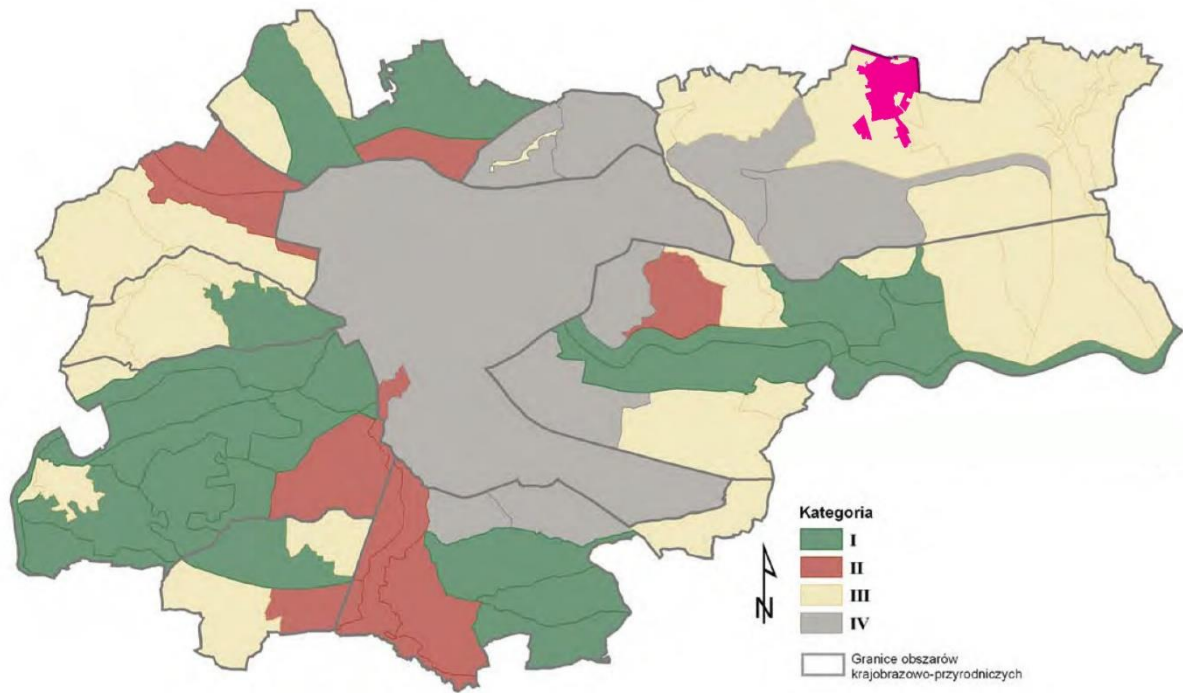 Kategoria
I
II
III
IV
Granice obszarów
krajobrazowo-przyrodniczych
N